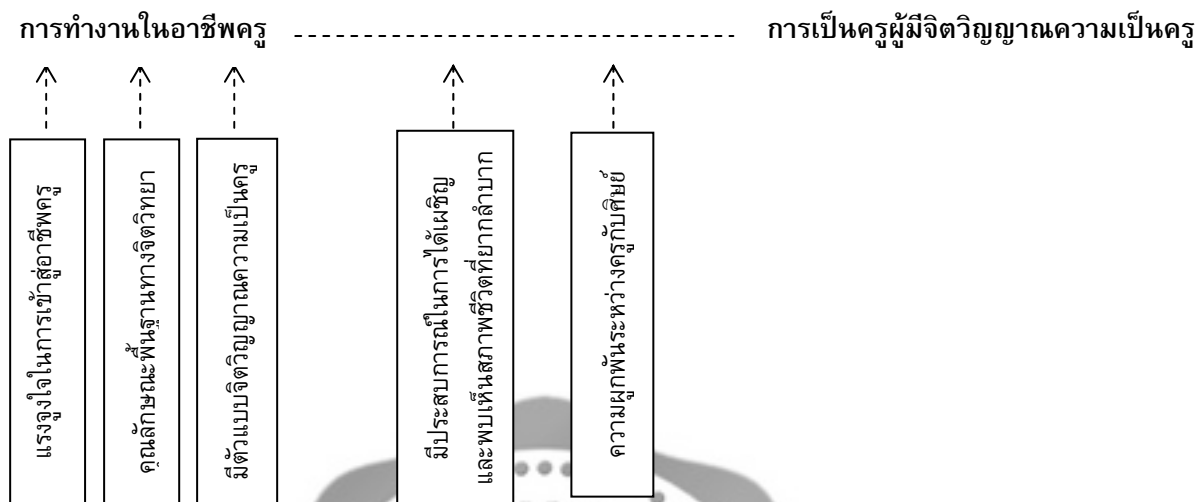 การทำงานในอาชีพครู
การเป็นครูผู้มีจิตวิญญาณความเป็นครู
แรงจูงใจในการเข้าสู่อาชีพครู
คุณลักษณะพื้นฐานทางจิตวิทยา
มีตัวแบบจิตวิญญาณความเป็นครู
มีประสบการณ์ในการได้เผชิญ
และพบเห็นสภาพชีวิตที่ยากลำบาก
ความผูกพันระหว่างครูกับศิษย์